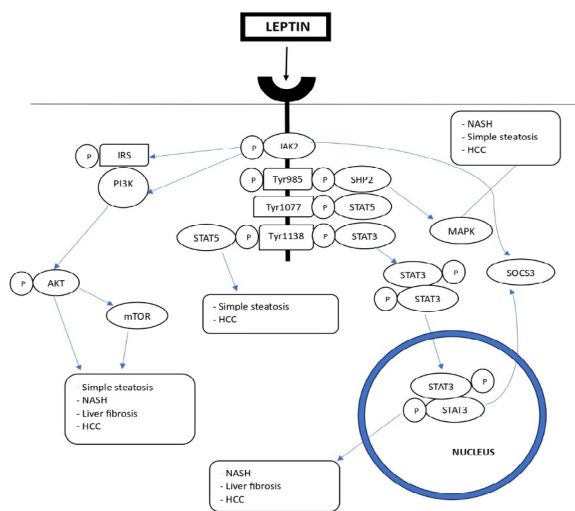 LEPTIN
P JAK2
P IRS
PI3K
P Tyr985 P SHP2
Tyr1077 P STAT5
STAT5 P Tyr1138 P STAT3
- NASH
- Simple steatosis
- HCC
MAPK
STAT3 P
P STAT3
SOCS3
P AKT
mTOR
- Simple steatosis
- HCC
- Simple steatosis
- NASH
- Liver fibrosis
- HCC
STAT3 P
P STAT3
NUCLEUS
- NASH
- Liver fibrosis
- HCC